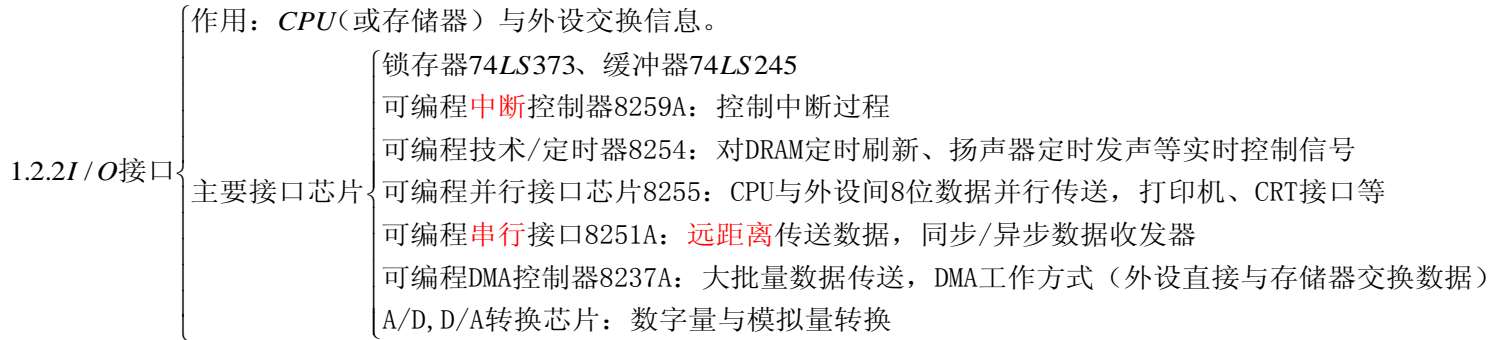 作用：CPU(或存储器）与外设交换信息。
锁存器74LS373、缓冲器74LS245
可编程中断控制器8259A：控制中断过程
可编程技术/定时器8254：对DRAM定时刷新、扬声器定时发声等实时控制信号
1.2.2I/O接口
主要接口芯片
可编程并行接口芯片8255：CPU与外设间8位数据并行传送，打印机、CRT接口等
可编程串行接口8251A：远距离传送数据，同步/异步数据收发器
可编程DMA控制器8237A：大批量数据传送，DMA工作方式（外设直接与存储器交换数据）
A/D,D/A转换芯片：数字量与模拟量转换